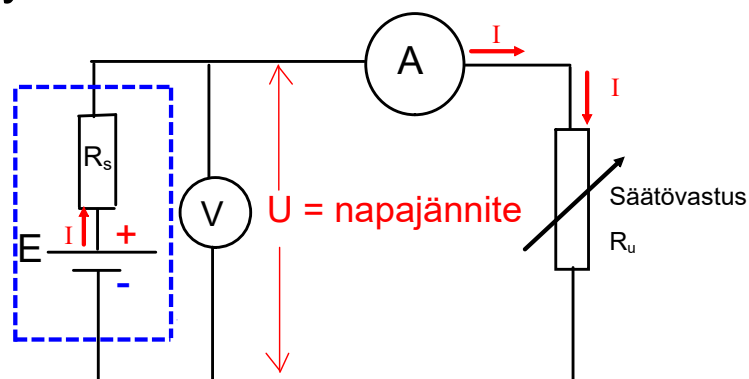 I
A
I
Rs
V
U = napajännite
Säätövastus
Ru
I
+
E
-